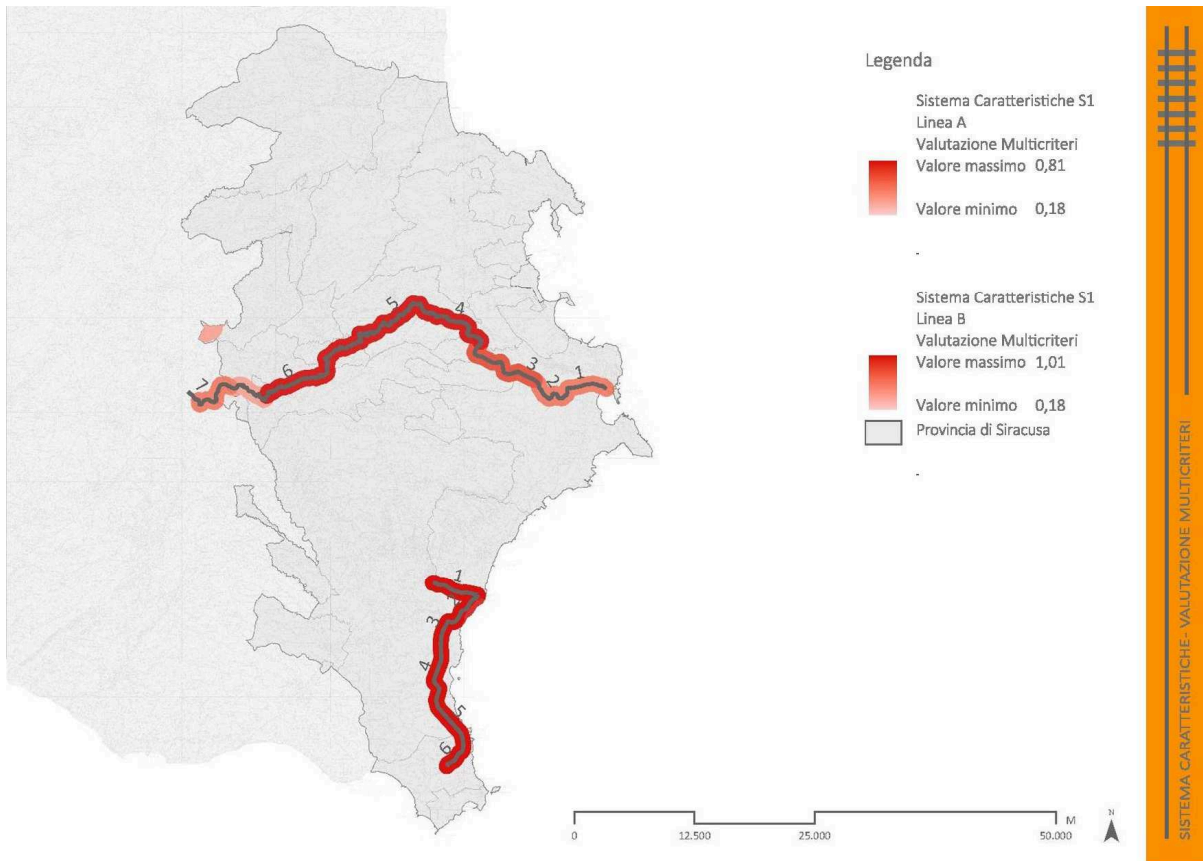 Legenda
Sistema Caratteristiche S1
Linea A
Valutazione Multicriteri
Valore massimo 0,81
Valore minimo 0,18
-
Sistema Caratteristiche S1
Linea B
Valutazione Multicriteri
Valore massimo 1,01
Valore minimo 0,18
Provincia di Siracusa
-
5
4
6
3
7
2
1
1
3
4
5
6
N
M
0
12.500
25.000
50.000
SISTEMA CARATTERISTICHE- VALUTAZIONE MULTICRITERI